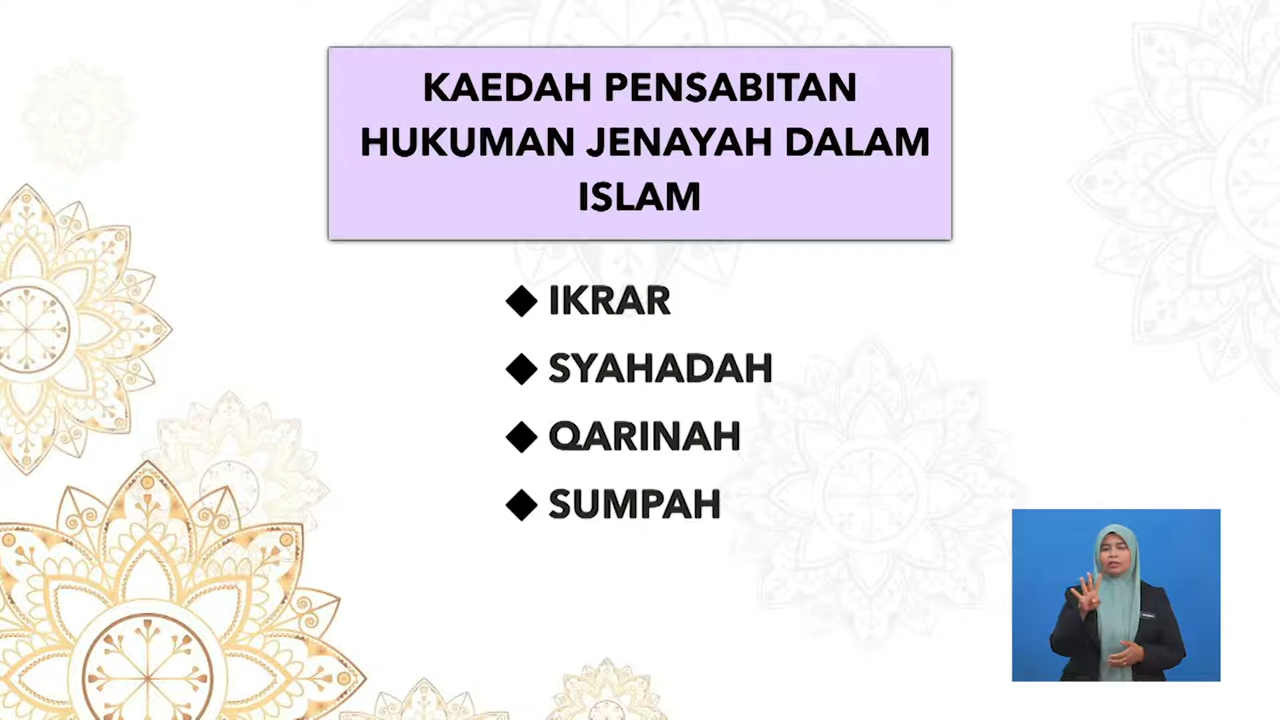 KAEDAH PENSABITAN
HUKUMAN JENAYAH DALAM
ISLAM
IKRAR
SYAHADAH
QARINAH
SUMPAH